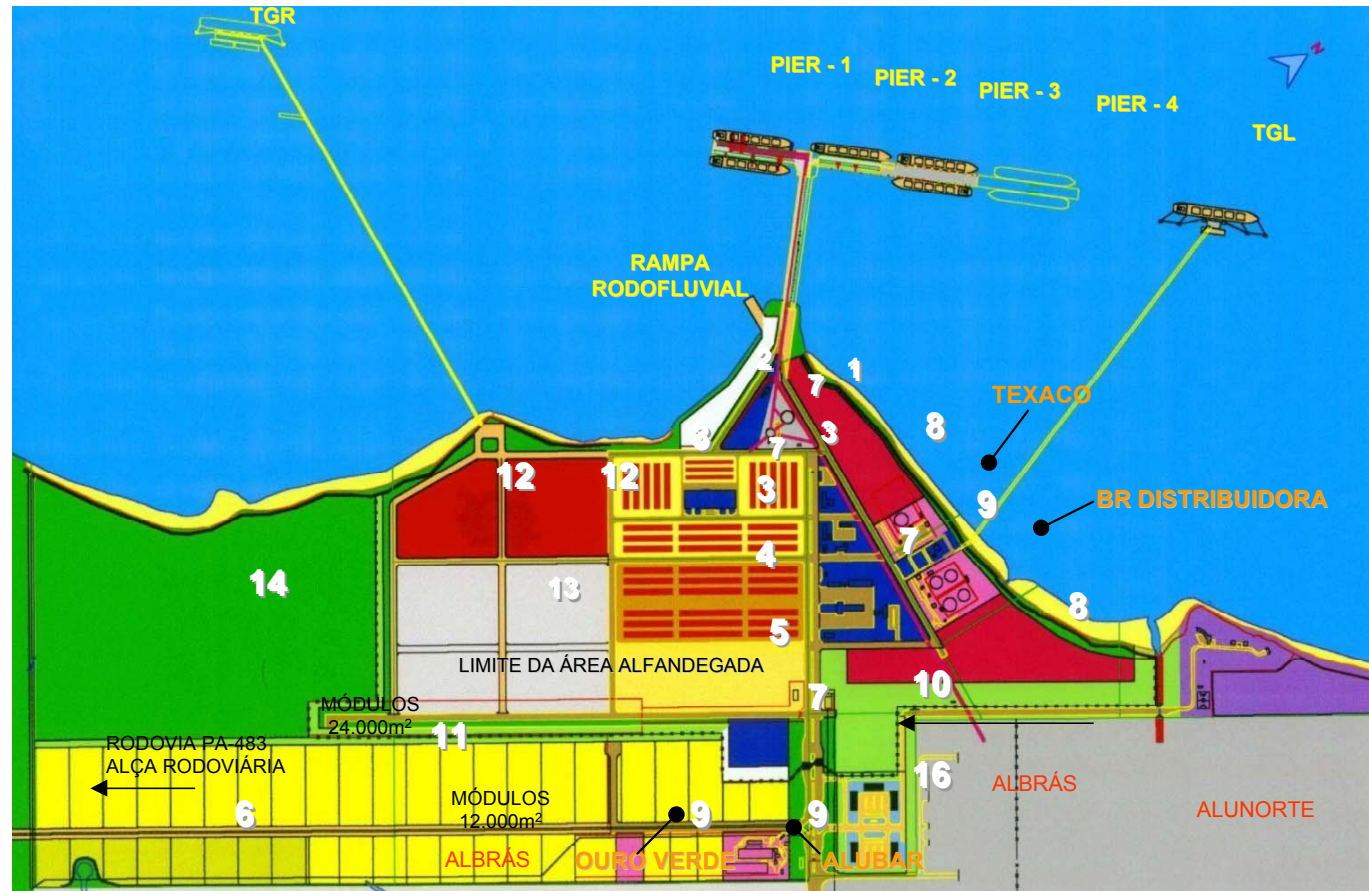 TGR
PIER - 1
PIER - 2
PIER - 3
PIER - 4
N
TGL
RAMPA
RODOFLUVIAL
2
1
7
TEXACO
8
3
3
7
12
12
3
9
BR DISTRIBUIDORA
7
4
14
13
8
5
LIMITE DA ÁREA ALFANDEGADA
10
7
MÓDULOS
24.000m²
11
RODOVIA PA-483
ALÇA RODOVIÁRIA
16
ALBRÁS
MÓDULOS
12.000m²
6
9
9
ALUNORTE
ALBRÁS
OURO VERDE
ALUBAR